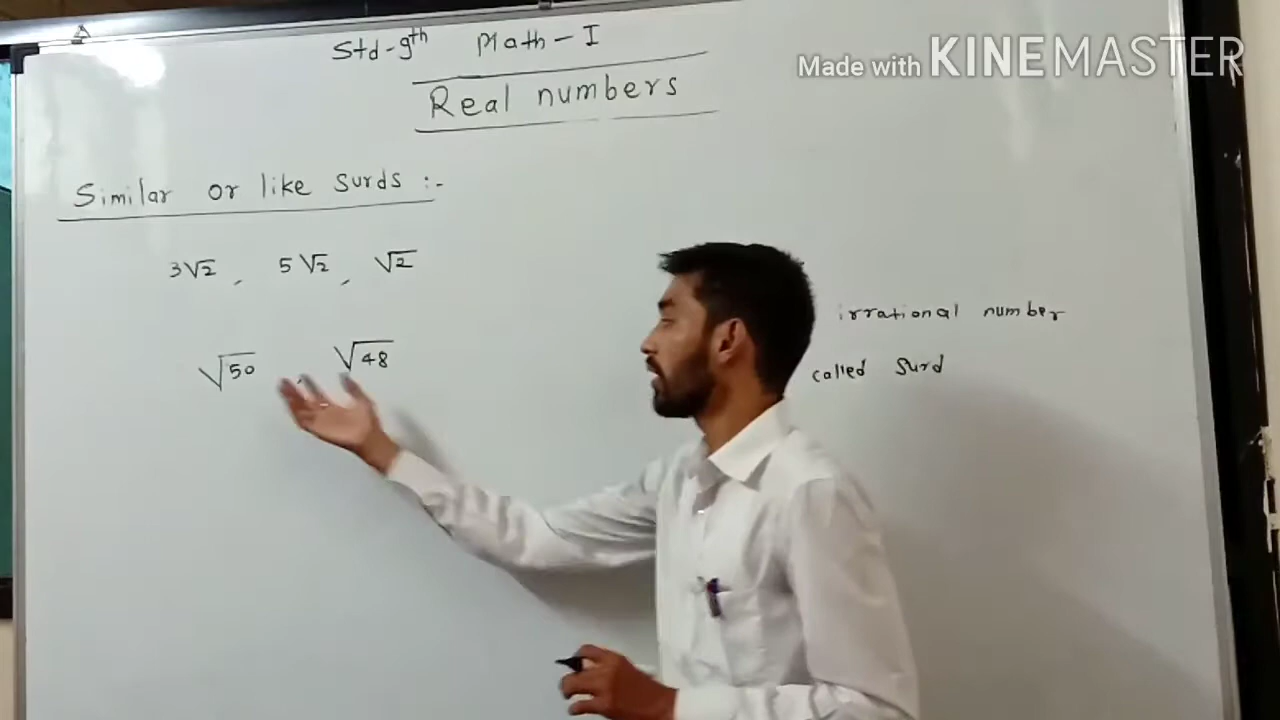 Std-9th Math-I
Made with KINEMASTER
Real numbers
Similar or like surds :-
3√2 , 5√2 , √2
irrational number
√50 , √48
called Surd